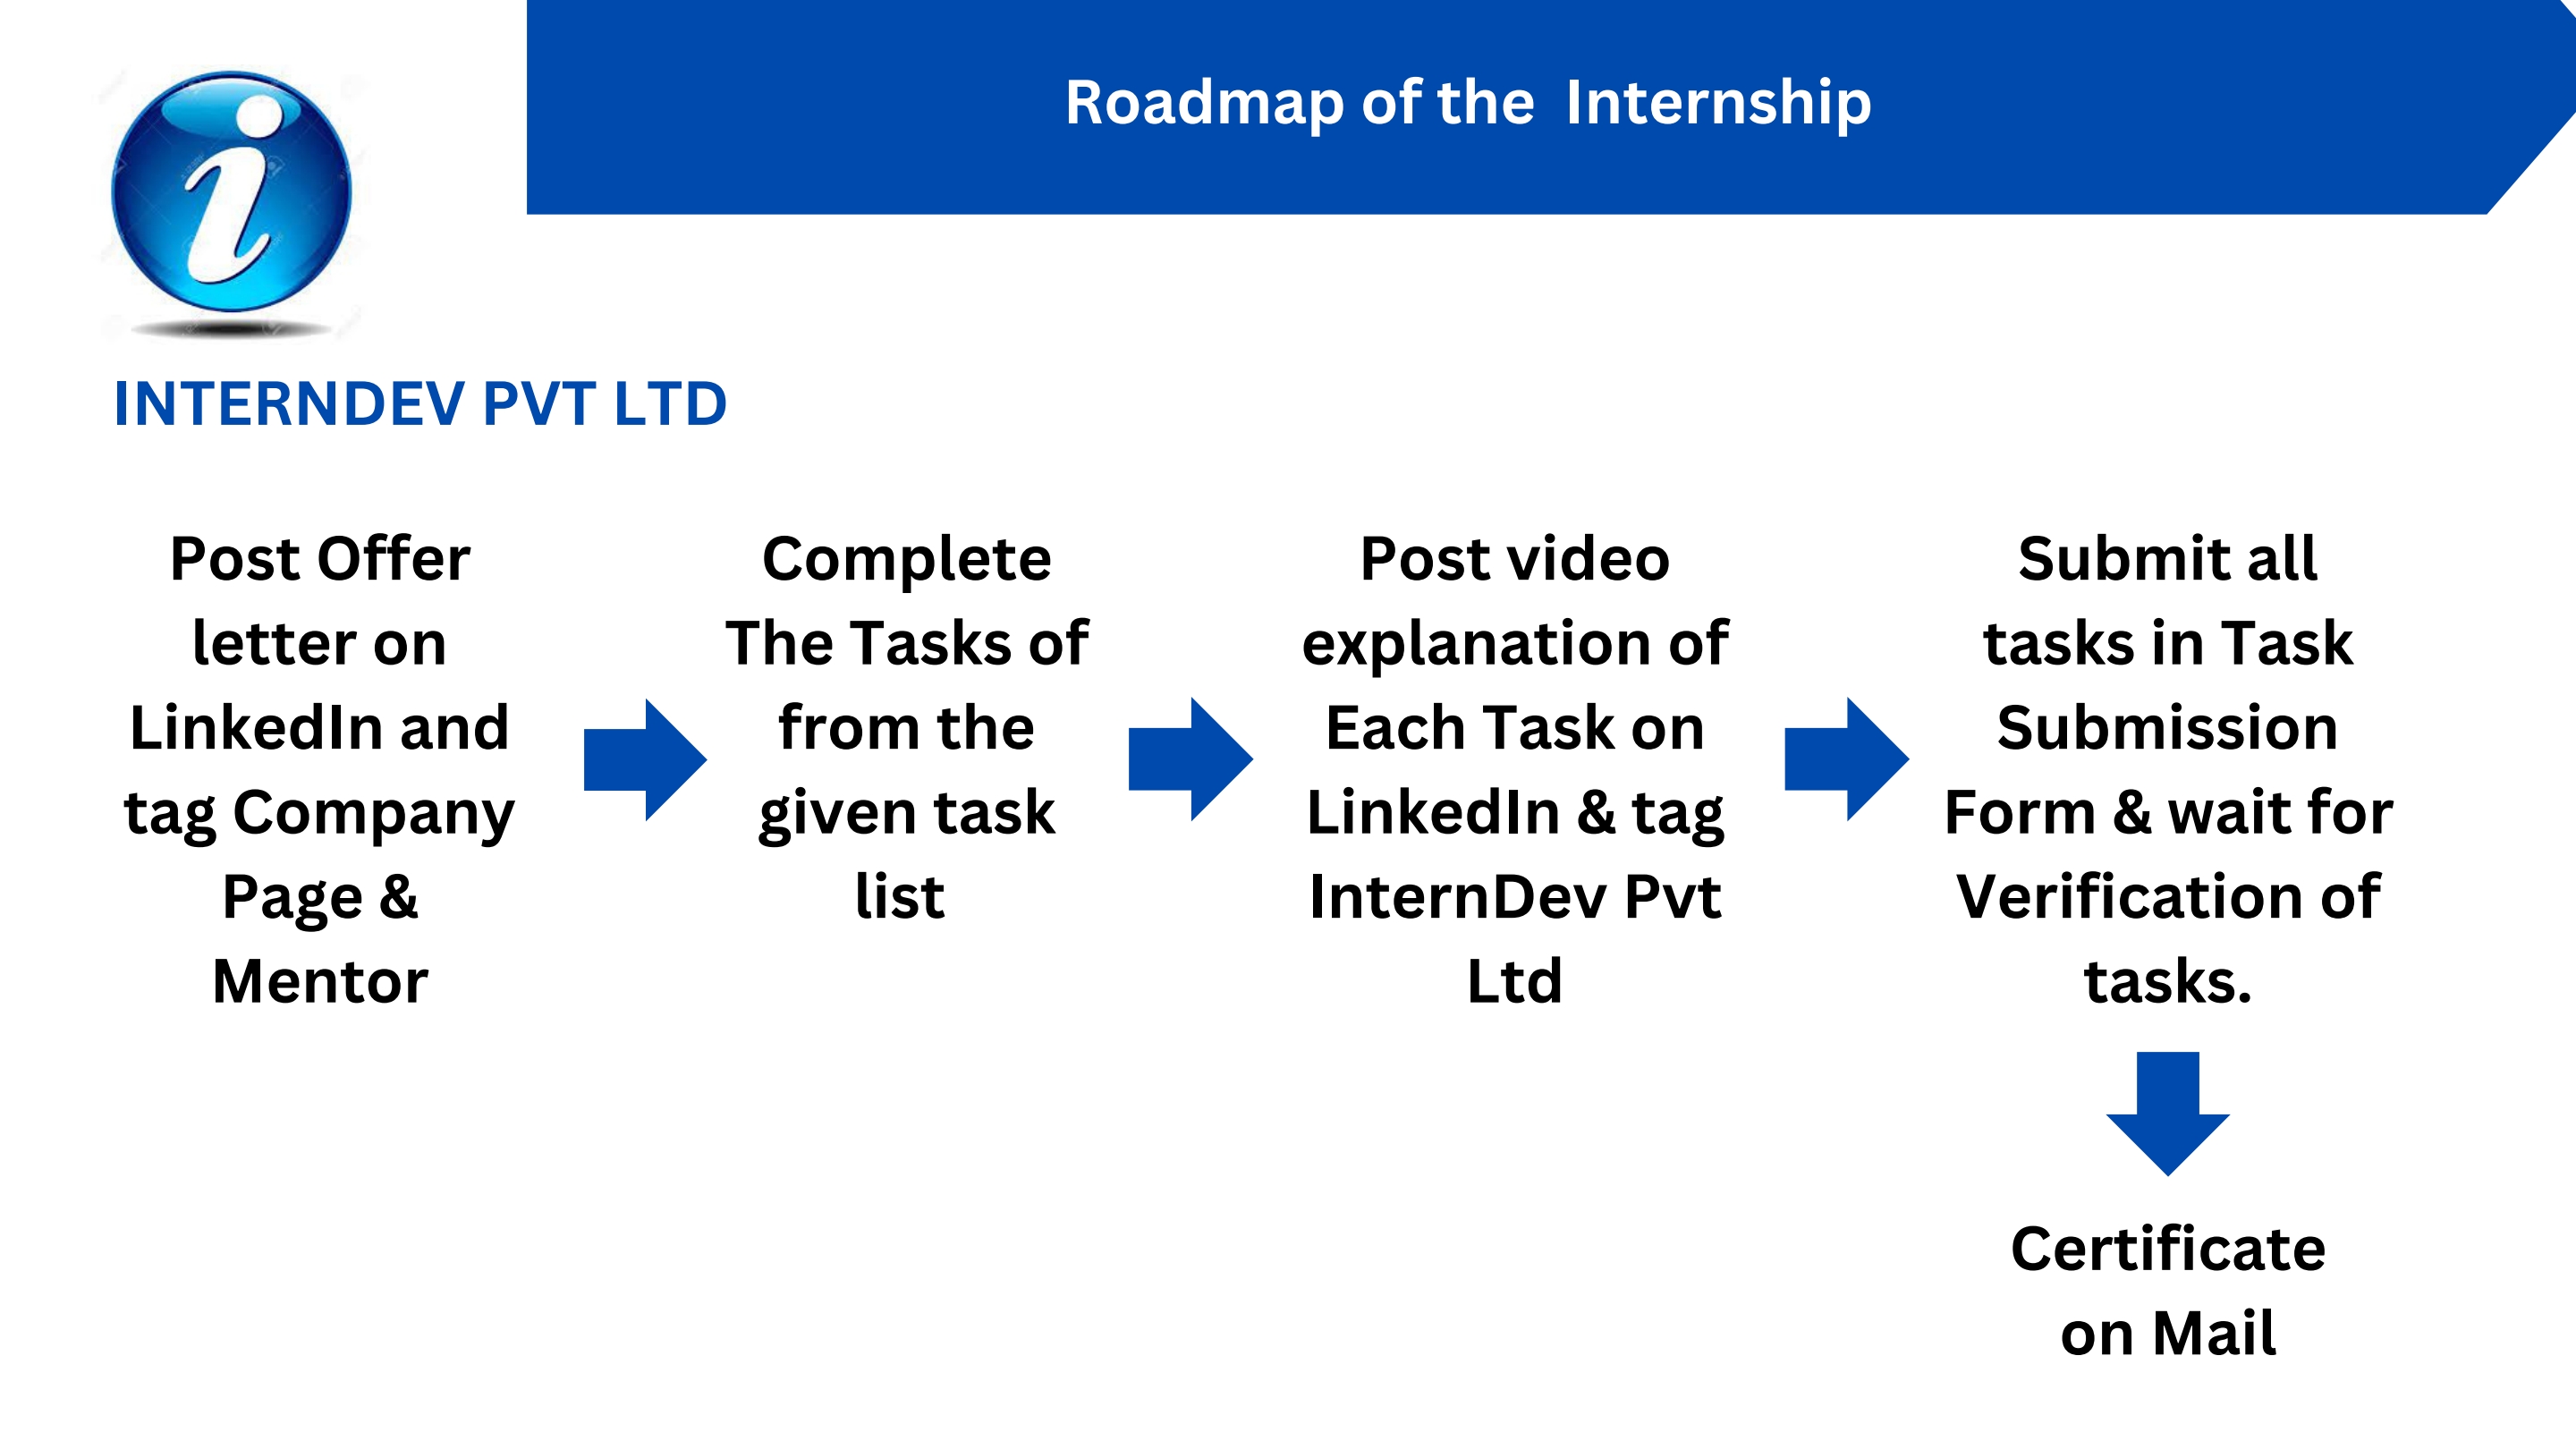 Roadmap of the  Internship
INTERNDEV PVT LTD
Post Offer
letter on
LinkedIn and
tag Company
Page &
Mentor
Complete
The Tasks of
from the
given task
list
Post video
explanation of
Each Task on
LinkedIn & tag
InternDev Pvt
Ltd
Submit all
tasks in Task
Submission
Form & wait for
Verification of
tasks.
Certificate
on Mail